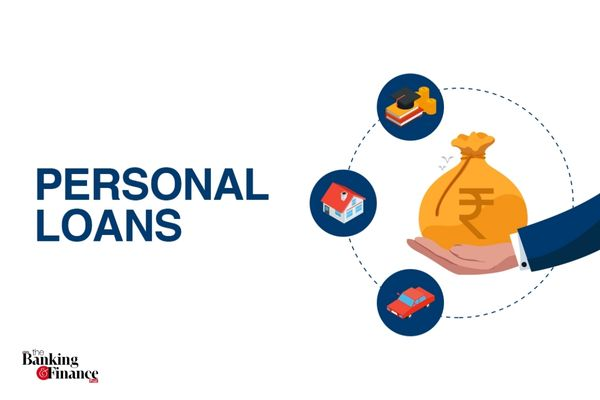 PERSONAL
LOANS
₹
the
Banking
&Finance